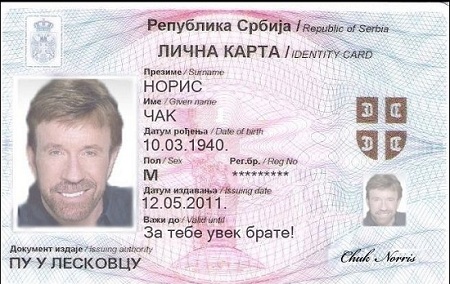 Република Србија / Republic of Serbia
ЛИЧНА КАРТА / IDENTITY CARD
Презиме / Surname
НОРИС
Име / Given name
ЧАК
Датум рођења / Date of birth
10.03.1940.
Пол / Sex Рег.бр. / Reg No
М *********
Датум издавања / Issuing date
12.05.2011.
Важи до / Valid until
За тебе увек брате!
Документ издаје / Issuing authority
ПУ У ЛЕСКОВЦУ
Chuk Norris